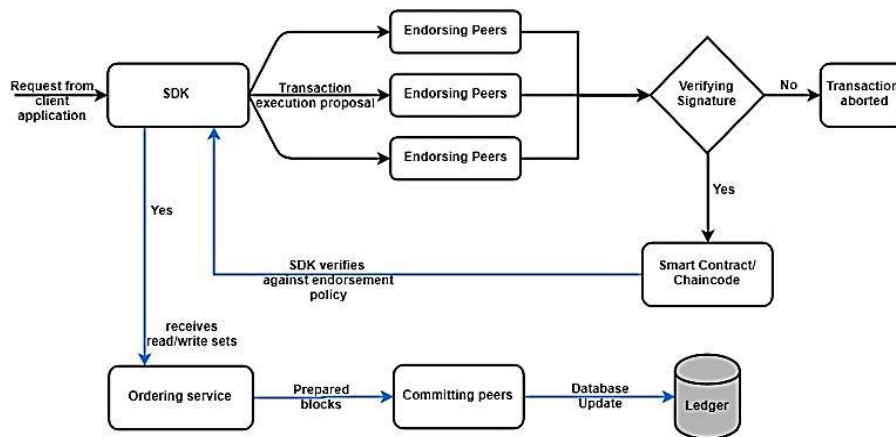 Endorsing Peers
Request from
client
application
SDK
Transaction
execution proposal
Endorsing Peers
Verifying
Signature
No
Transaction
aborted
Endorsing Peers
Yes
Yes
SDK verifies
against endorsement
policy
Smart Contract/
Chaincode
receives
read/write sets
Ordering service
Prepared
blocks
Committing peers
Database
Update
Ledger